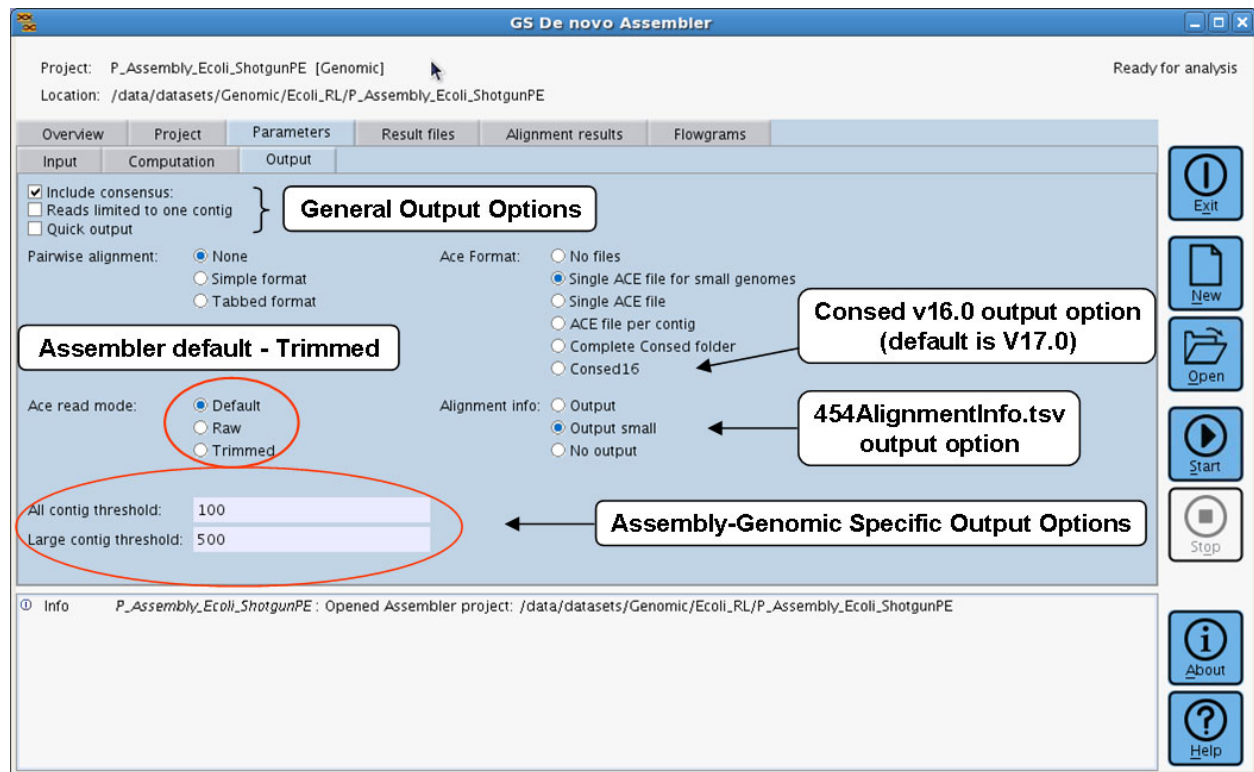 GS De novo Assembler
Project: P_Assembly_Ecoli_ShotgunPE [Genomic]
Ready for analysis
Location: /data/datasets/Genomic/Ecoli_RL/P_Assembly_Ecoli_ShotgunPE
Overview Project Parameters Result files Alignment results Flowgrams
Input Computation Output
Include consensus:
Reads limited to one contig
Quick output
General Output Options
Pairwise alignment: None
Simple format
Tabbed format
Ace Format: No files
Single ACE file for small genomes
Single ACE file
ACE file per contig
Complete Consed folder
Consed16
Consed v16.0 output option
(default is V17.0)
Assembler default - Trimmed
Ace read mode: Default
Raw
Trimmed
Alignment info: Output
Output small
No output
454AlignmentInfo.tsv
output option
All contig threshold: 100
Large contig threshold: 500
Assembly-Genomic Specific Output Options
Info P_Assembly_Ecoli_ShotgunPE : Opened Assembler project: /data/datasets/Genomic/Ecoli_RL/P_Assembly_Ecoli_ShotgunPE
Exit
New
Open
Start
Stop
About
Help